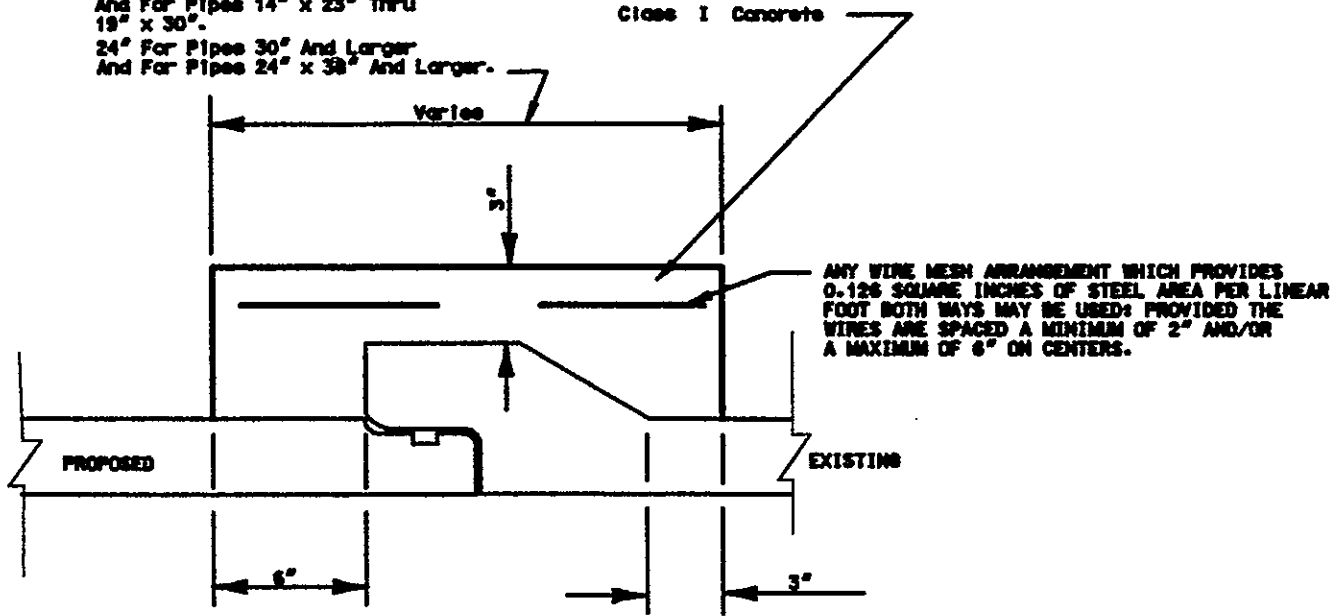 And For Pipes 14" x 23" Thru
19" x 30".
24" For Pipes 30" And Larger
And For Pipes 24" x 38" And Larger.
Class I Concrete
Varies
3"
ANY WIRE MESH ARRANGEMENT WHICH PROVIDES
0.126 SQUARE INCHES OF STEEL AREA PER LINEAR
FOOT BOTH WAYS MAY BE USED: PROVIDED THE
WIRES ARE SPACED A MINIMUM OF 2" AND/OR
A MAXIMUM OF 6" ON CENTERS.
PROPOSED
EXISTING
6"
3"